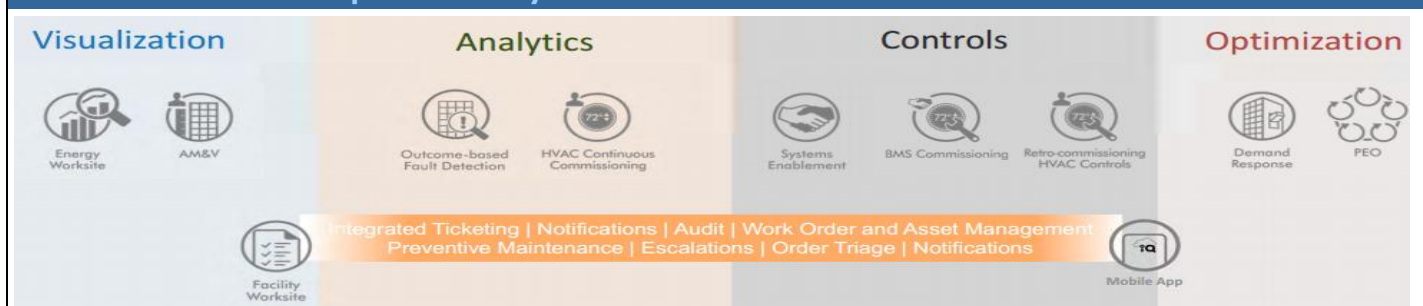 Visualization
Analytics
Controls
Optimization
72°
72°
72°
Energy
Worksite
AM&V
Outcome-based
Fault Detection
HVAC Continuous
Commissioning
Systems
Enablement
BMS Commissioning
Retro-commissioning
HVAC Controls
Demand
Response
PEO
Integrated Ticketing | Notifications | Audit | Work Order and Asset Management
Preventive Maintenance | Escalations | Order Triage | Notifications
iQ
Facility
Worksite
Mobile App